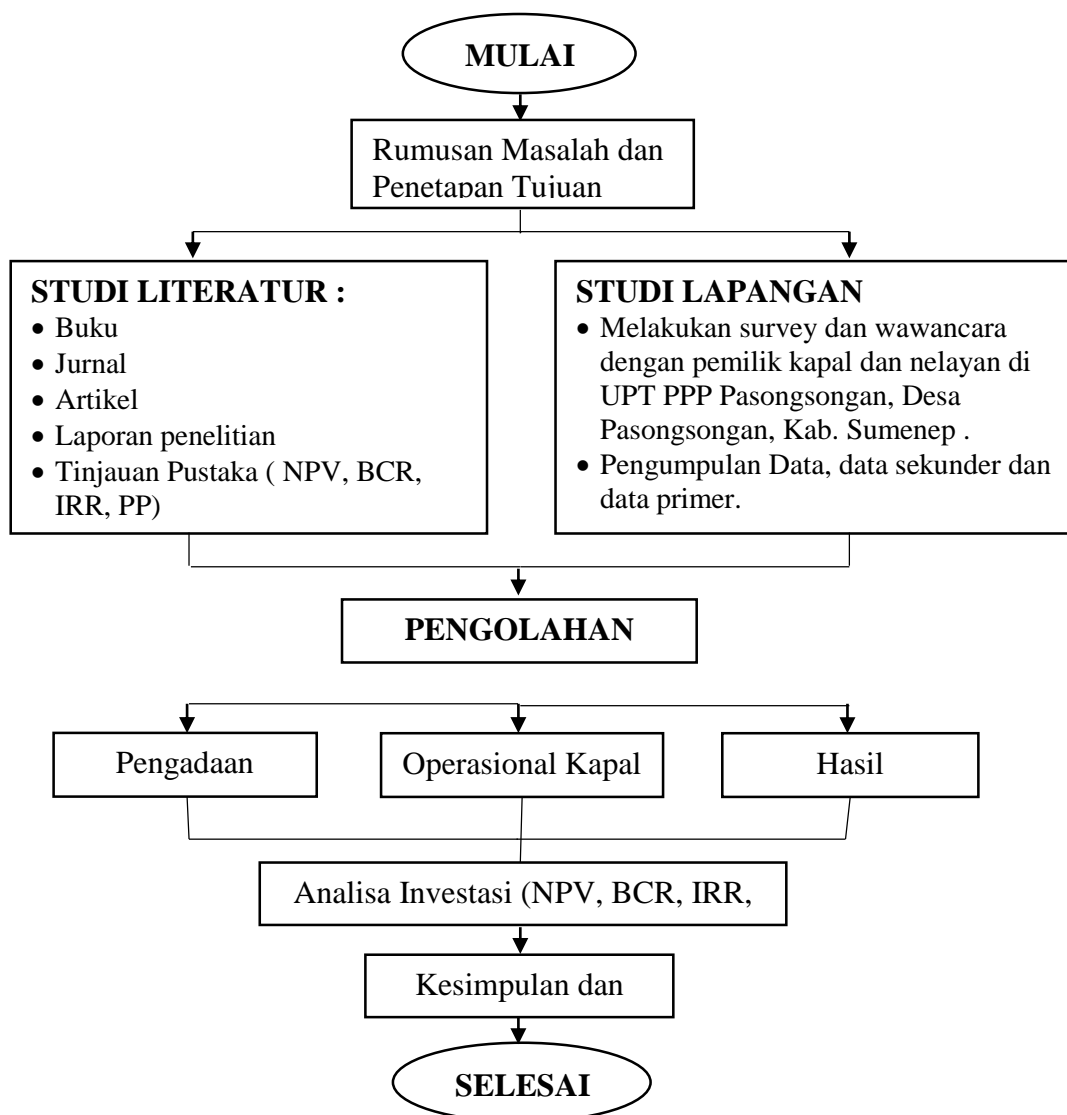 MULAI
Rumusan Masalah dan
Penetapan Tujuan
STUDI LITERATUR :
• Buku
• Jurnal
• Artikel
• Laporan penelitian
• Tinjauan Pustaka ( NPV, BCR,
IRR, PP)
STUDI LAPANGAN
• Melakukan survey dan wawancara
dengan pemilik kapal dan nelayan di
UPT PPP Pasongsongan, Desa
Pasongsongan, Kab. Sumenep .
• Pengumpulan Data, data sekunder dan
data primer.
PENGOLAHAN
Pengadaan
Operasional Kapal
Hasil
Analisa Investasi (NPV, BCR, IRR,
Kesimpulan dan
SELESAI